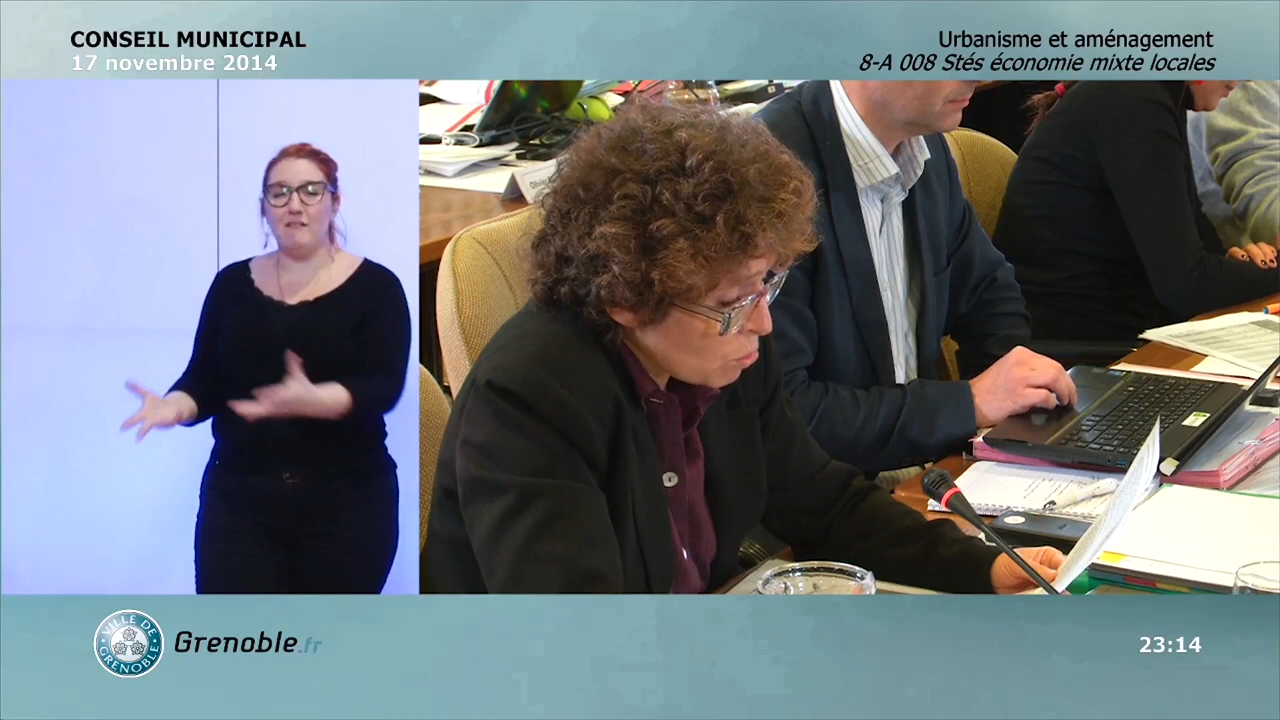 CONSEIL MUNICIPAL
17 novembre 2014
Urbanisme et aménagement
8-A 008 Stés économie mixte locales
VILLE DE
GRENOBLE
Grenoble.fr
23:14